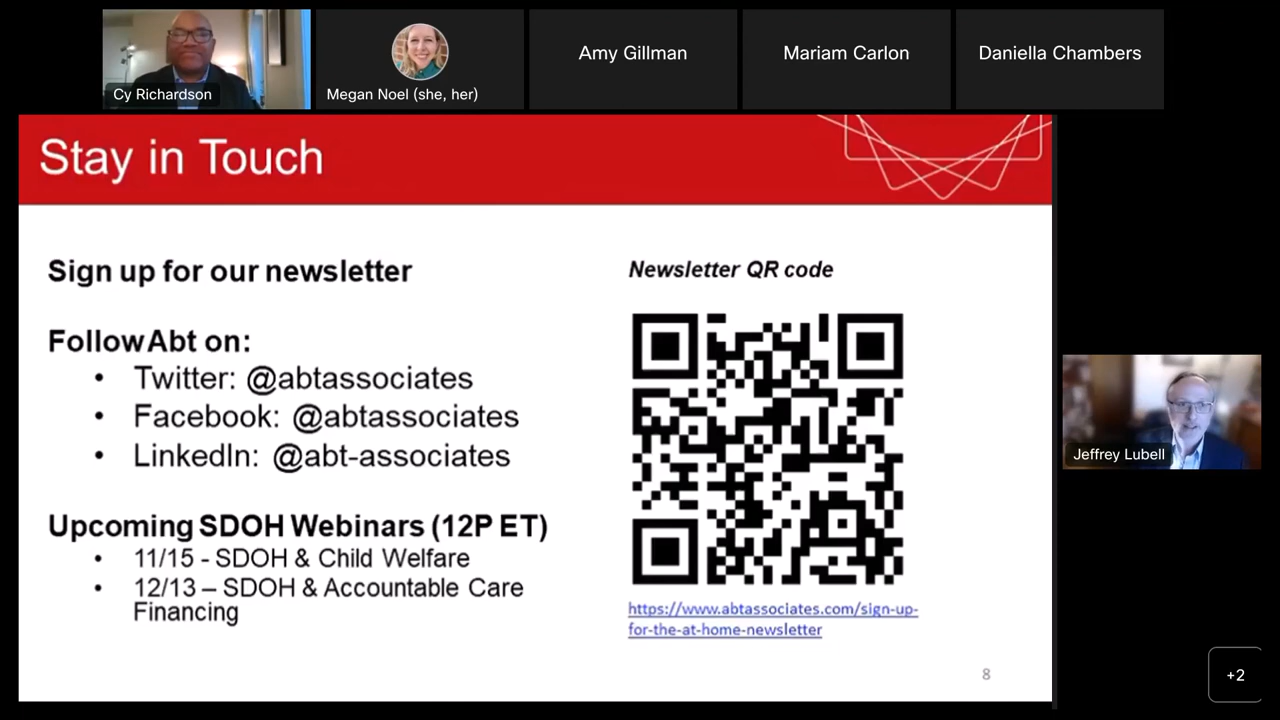 Cy Richardson
Megan Noel (she, her)
Amy Gillman
Mariam Carlon
Daniella Chambers
Stay in Touch
Sign up for our newsletter
Follow Abt on:
• Twitter: @abtassociates
• Facebook: @abtassociates
• LinkedIn: @abt-associates
Upcoming SDOH Webinars (12P ET)
• 11/15 - SDOH & Child Welfare
• 12/13 – SDOH & Accountable Care
Financing
Newsletter QR code
https://www.abtassociates.com/sign-up-
for-the-at-home-newsletter
8
Jeffrey Lubell
+2